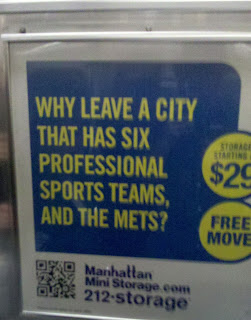 WHY LEAVE A CITY
THAT HAS SIX
PROFESSIONAL
SPORTS TEAMS,
AND THE METS?
STORAGE
STARTING
$29
FREE
MOVE
Manhattan
Mini Storage.com
212-storage